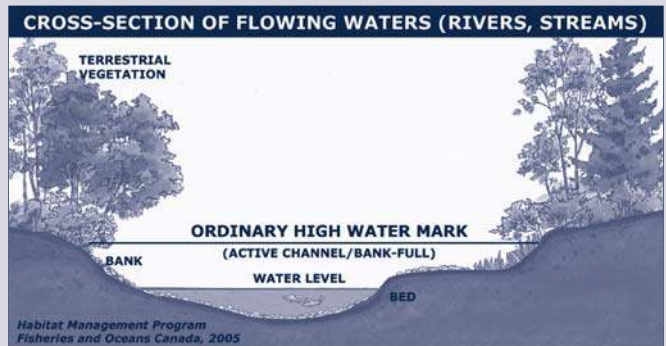 CROSS-SECTION OF FLOWING WATERS (RIVERS, STREAMS)
TERRESTRIAL
VEGETATION
ORDINARY HIGH WATER MARK
(ACTIVE CHANNEL/BANK-FULL)
BANK
WATER LEVEL
BED
Habitat Management Program
Fisheries and Oceans Canada, 2005